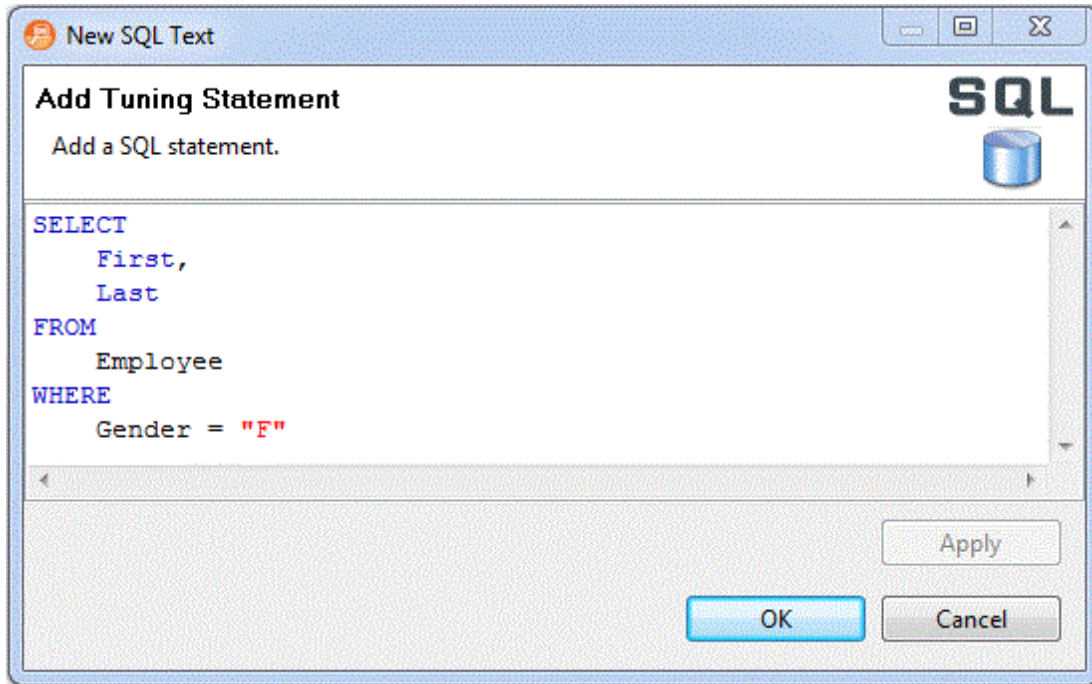 New SQL Text
Add Tuning Statement
SQL
Add a SQL statement.
SELECT
First,
Last
FROM
Employee
WHERE
Gender = "F"
Apply
OK
Cancel